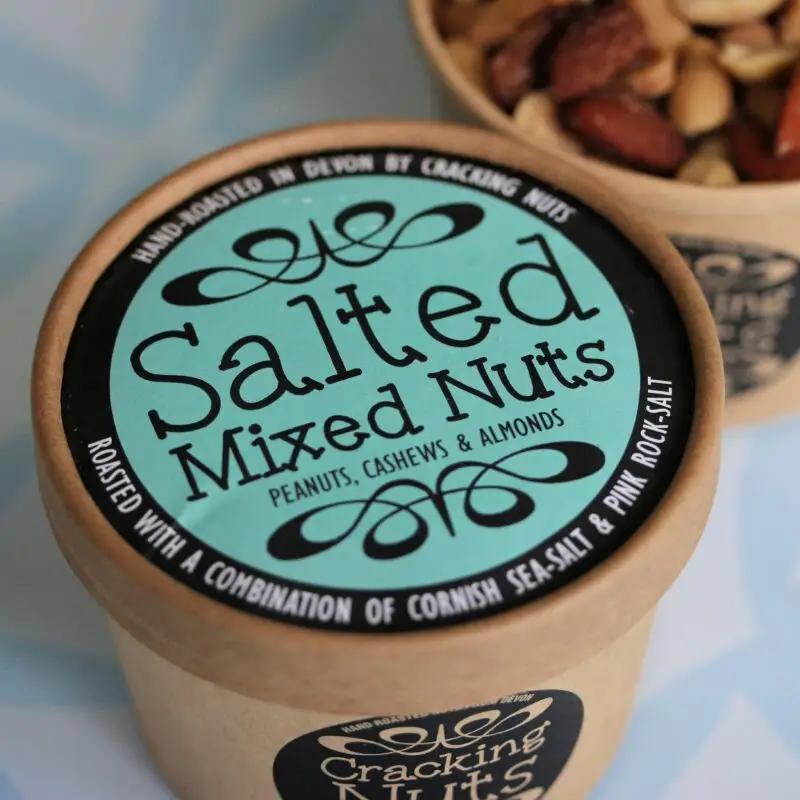 HAND-ROASTED IN DEVON BY CRACKING NUTS
Salted
Mixed Nuts
PEANUTS, CASHEWS & ALMONDS
ROASTED WITH A COMBINATION OF CORNISH SEA-SALT & PINK ROCK-SALT
HAND-ROASTED
DEVON
Cracking
Nuts